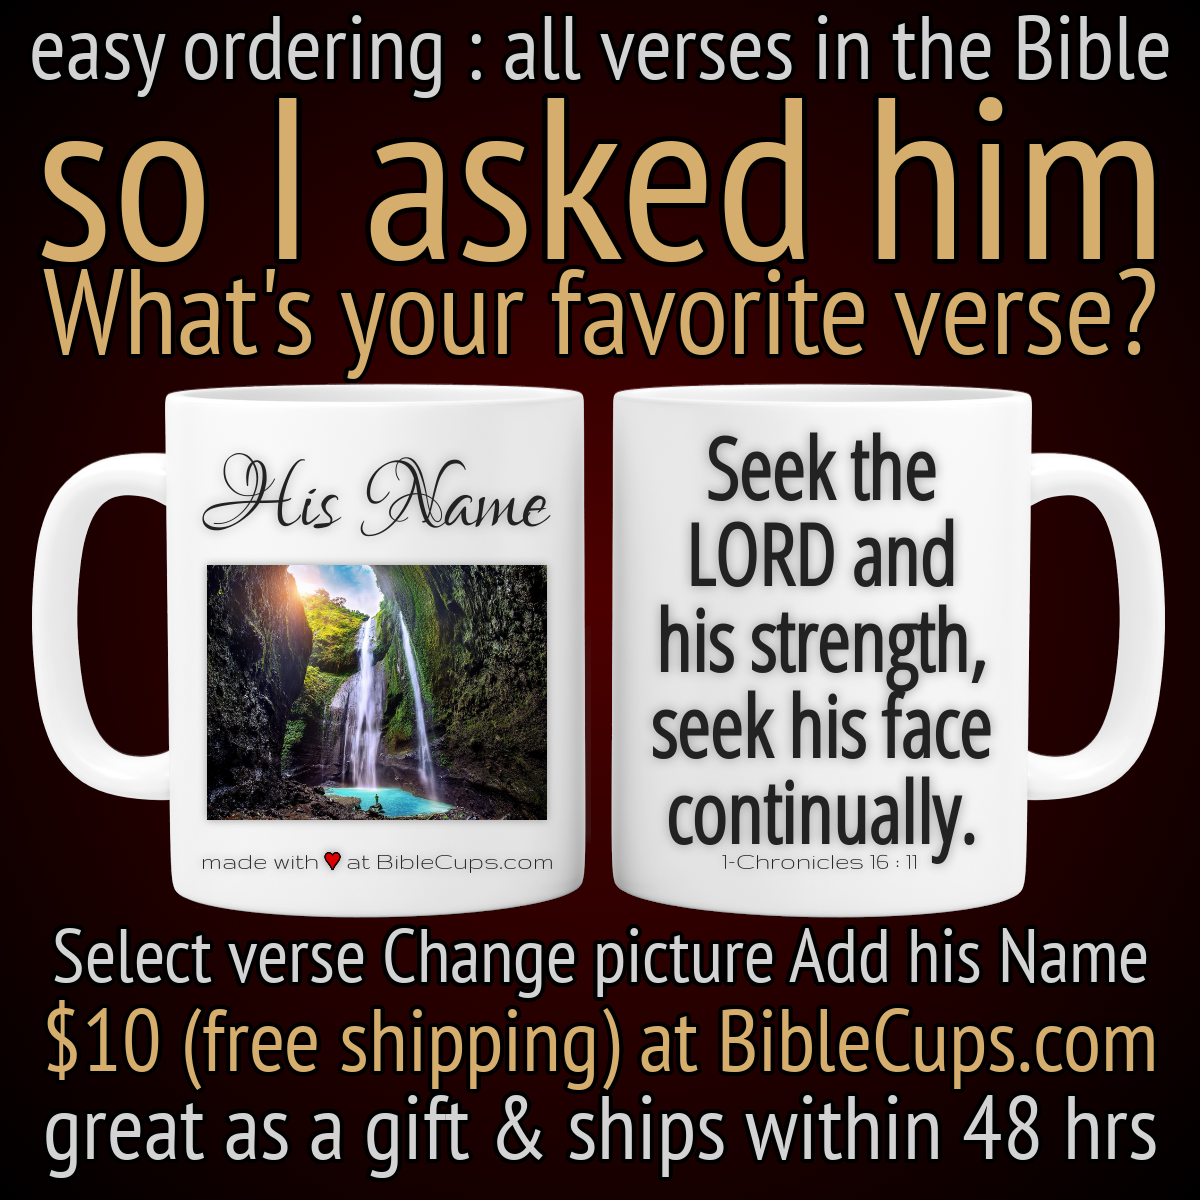 easy ordering : all verses in the Bible
so I asked him
What's your favorite verse?
His Name
made with ♥ at BibleCups.com
Seek the
LORD and
his strength,
seek his face
continually.
1-Chronicles 16 : 11
Select verse Change picture Add his Name
$10 (free shipping) at BibleCups.com
great as a gift & ships within 48 hrs